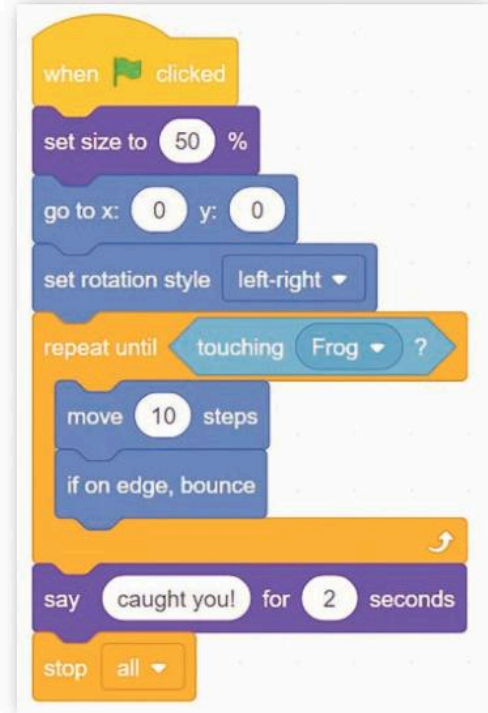 when clicked
set size to 50 %
go to x: 0 y: 0
set rotation style left-right
repeat until touching Frog ?
move 10 steps
if on edge, bounce
say caught you! for 2 seconds
stop all